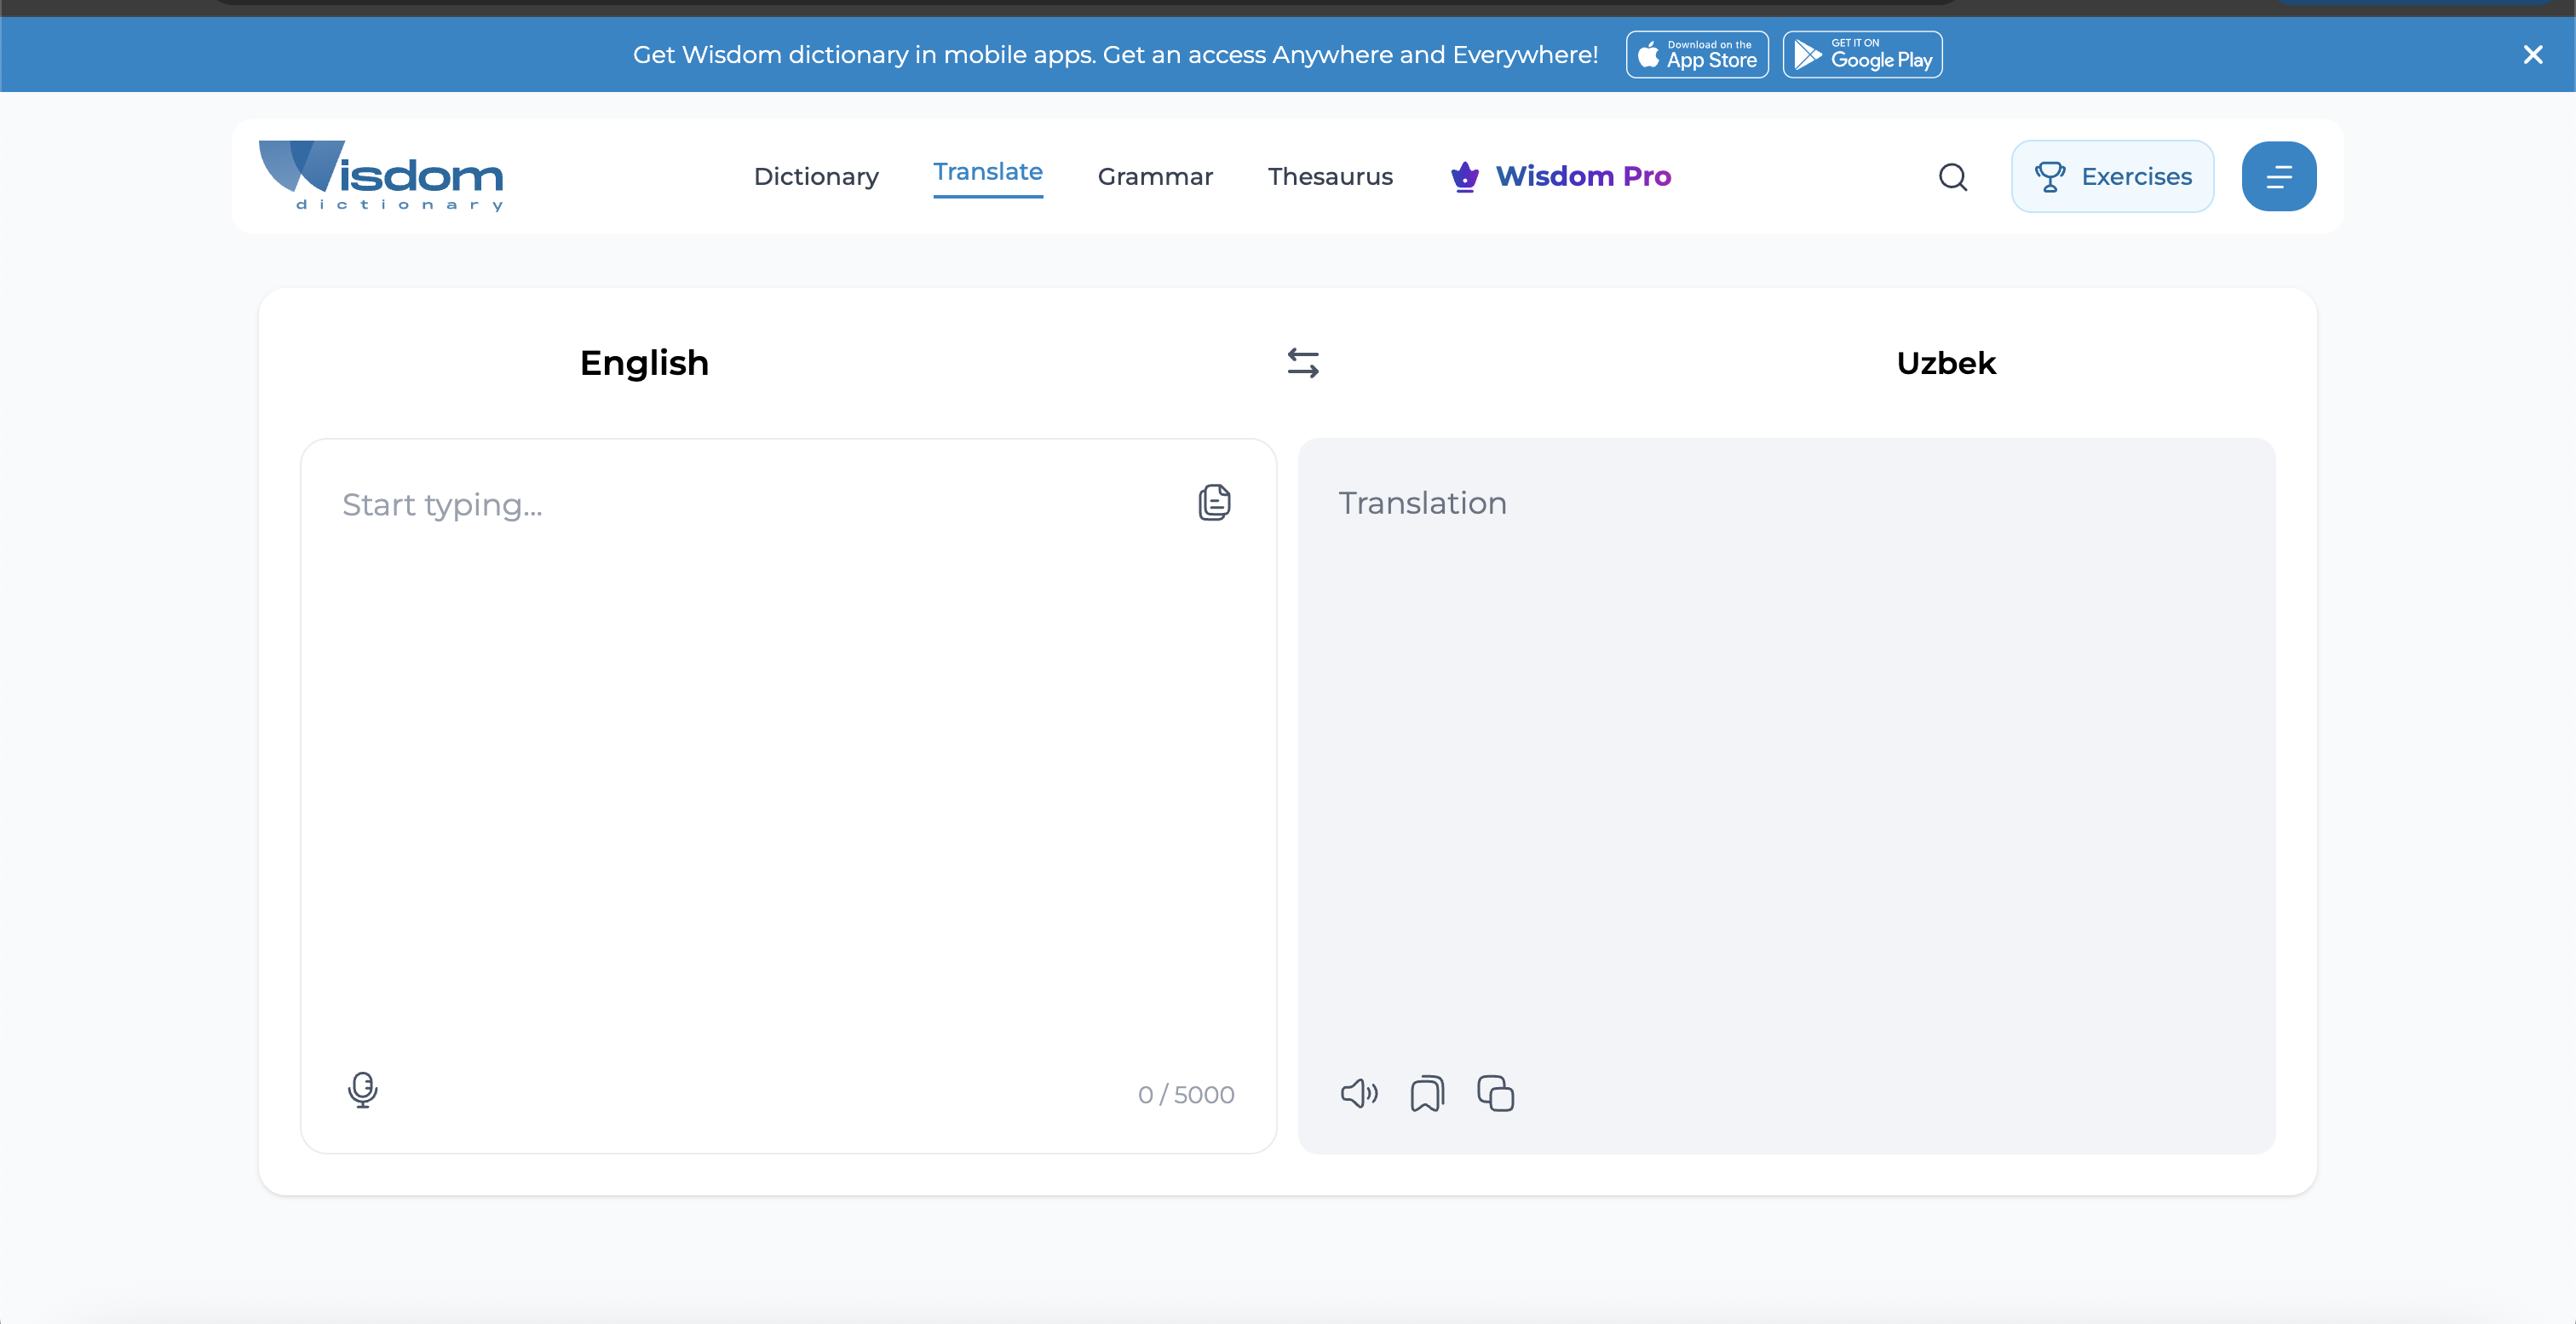 Get Wisdom dictionary in mobile apps. Get an access Anywhere and Everywhere!
Download on the
App Store
GET IT ON
Google Play
Wisdom
dictionary
Dictionary
Translate
Grammar
Thesaurus
Wisdom Pro
Exercises
English
Uzbek
Start typing...
Translation
0 / 5000